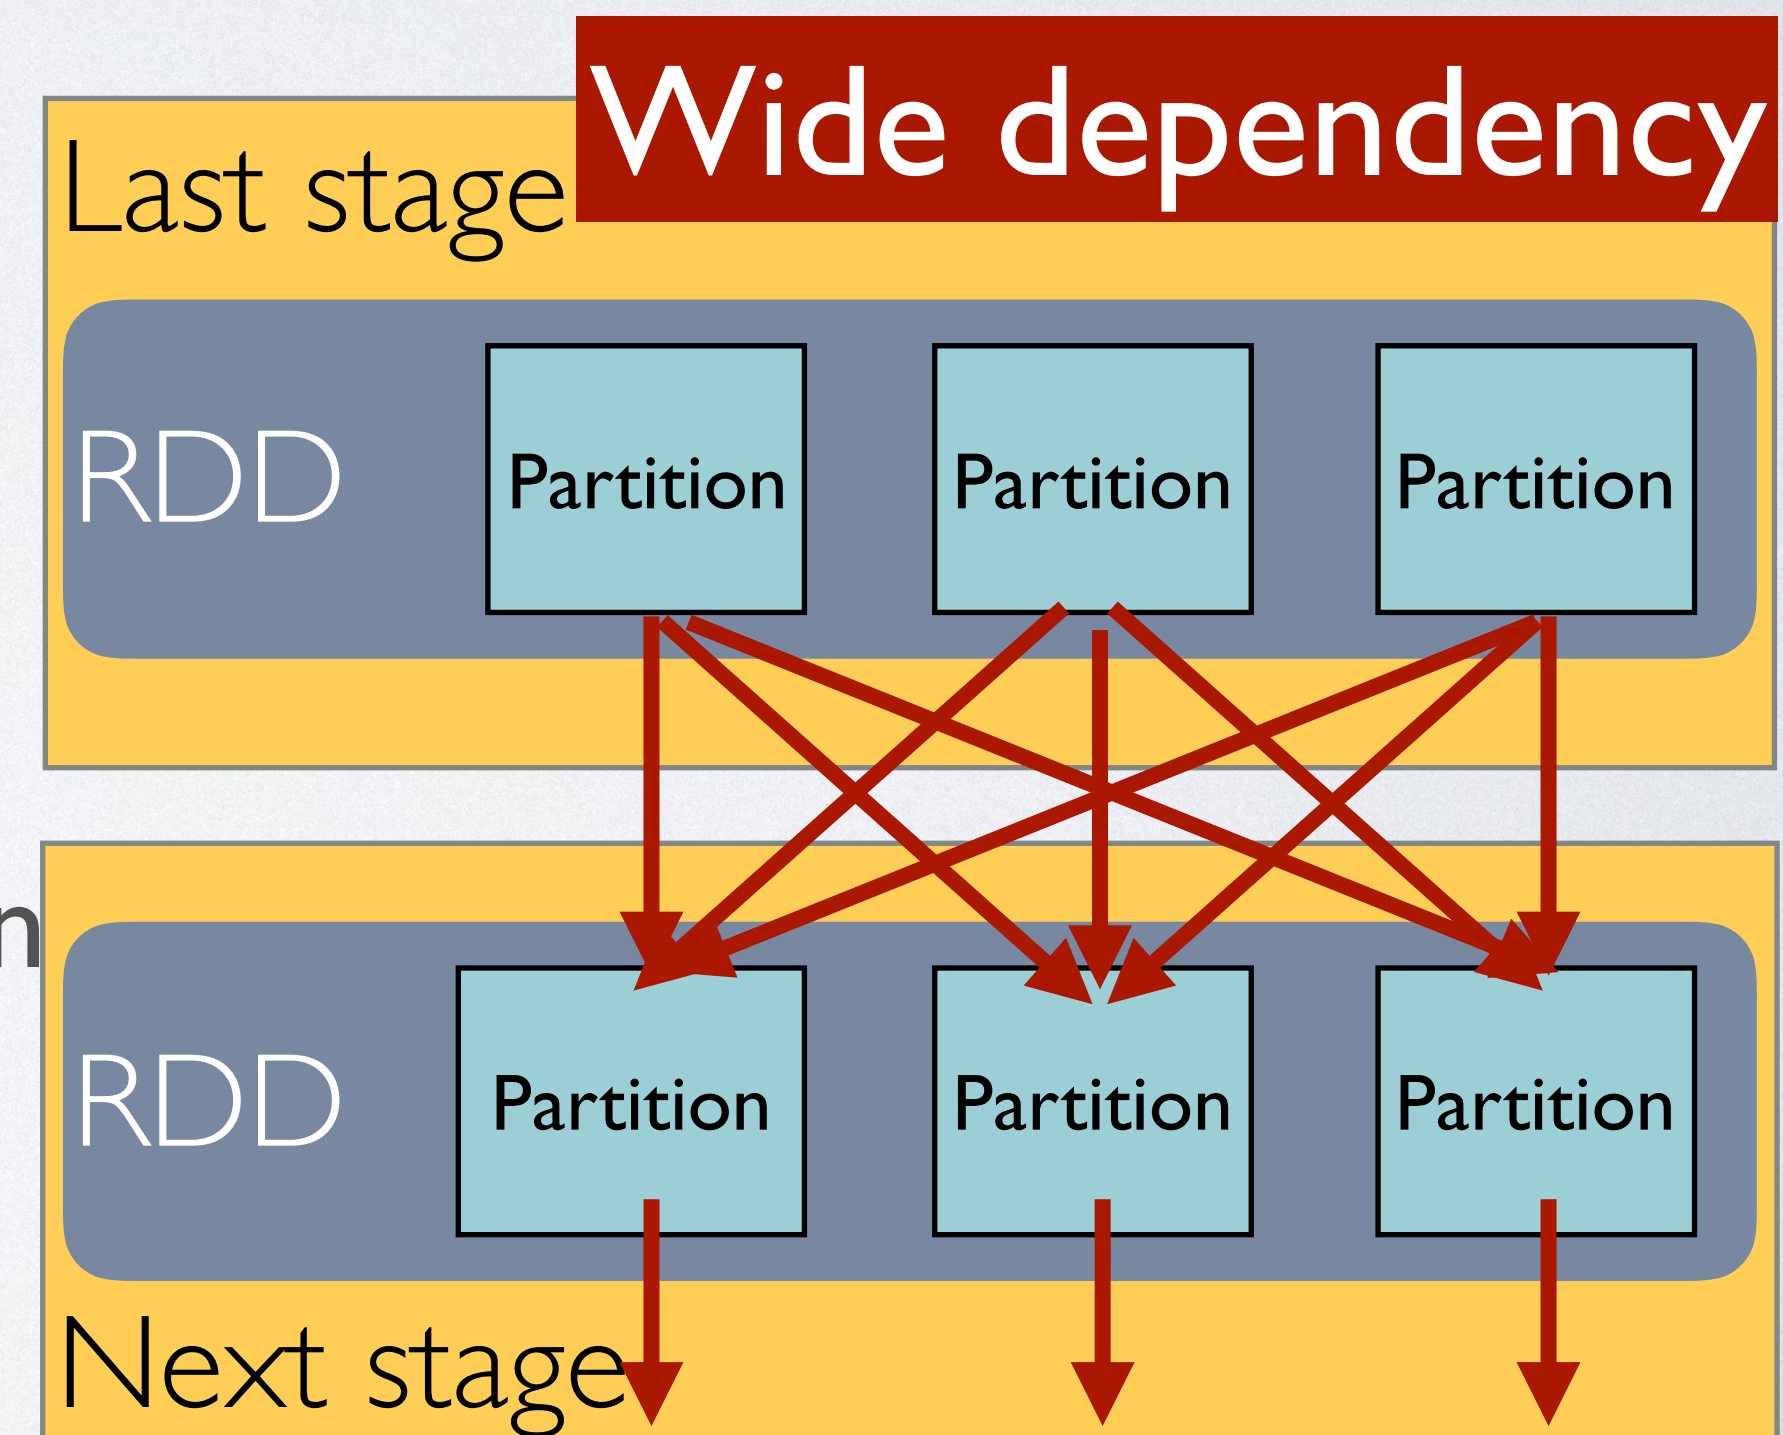 Wide dependency
Last stage
RDD
Partition Partition Partition
n
RDD
Partition Partition Partition
Next stage